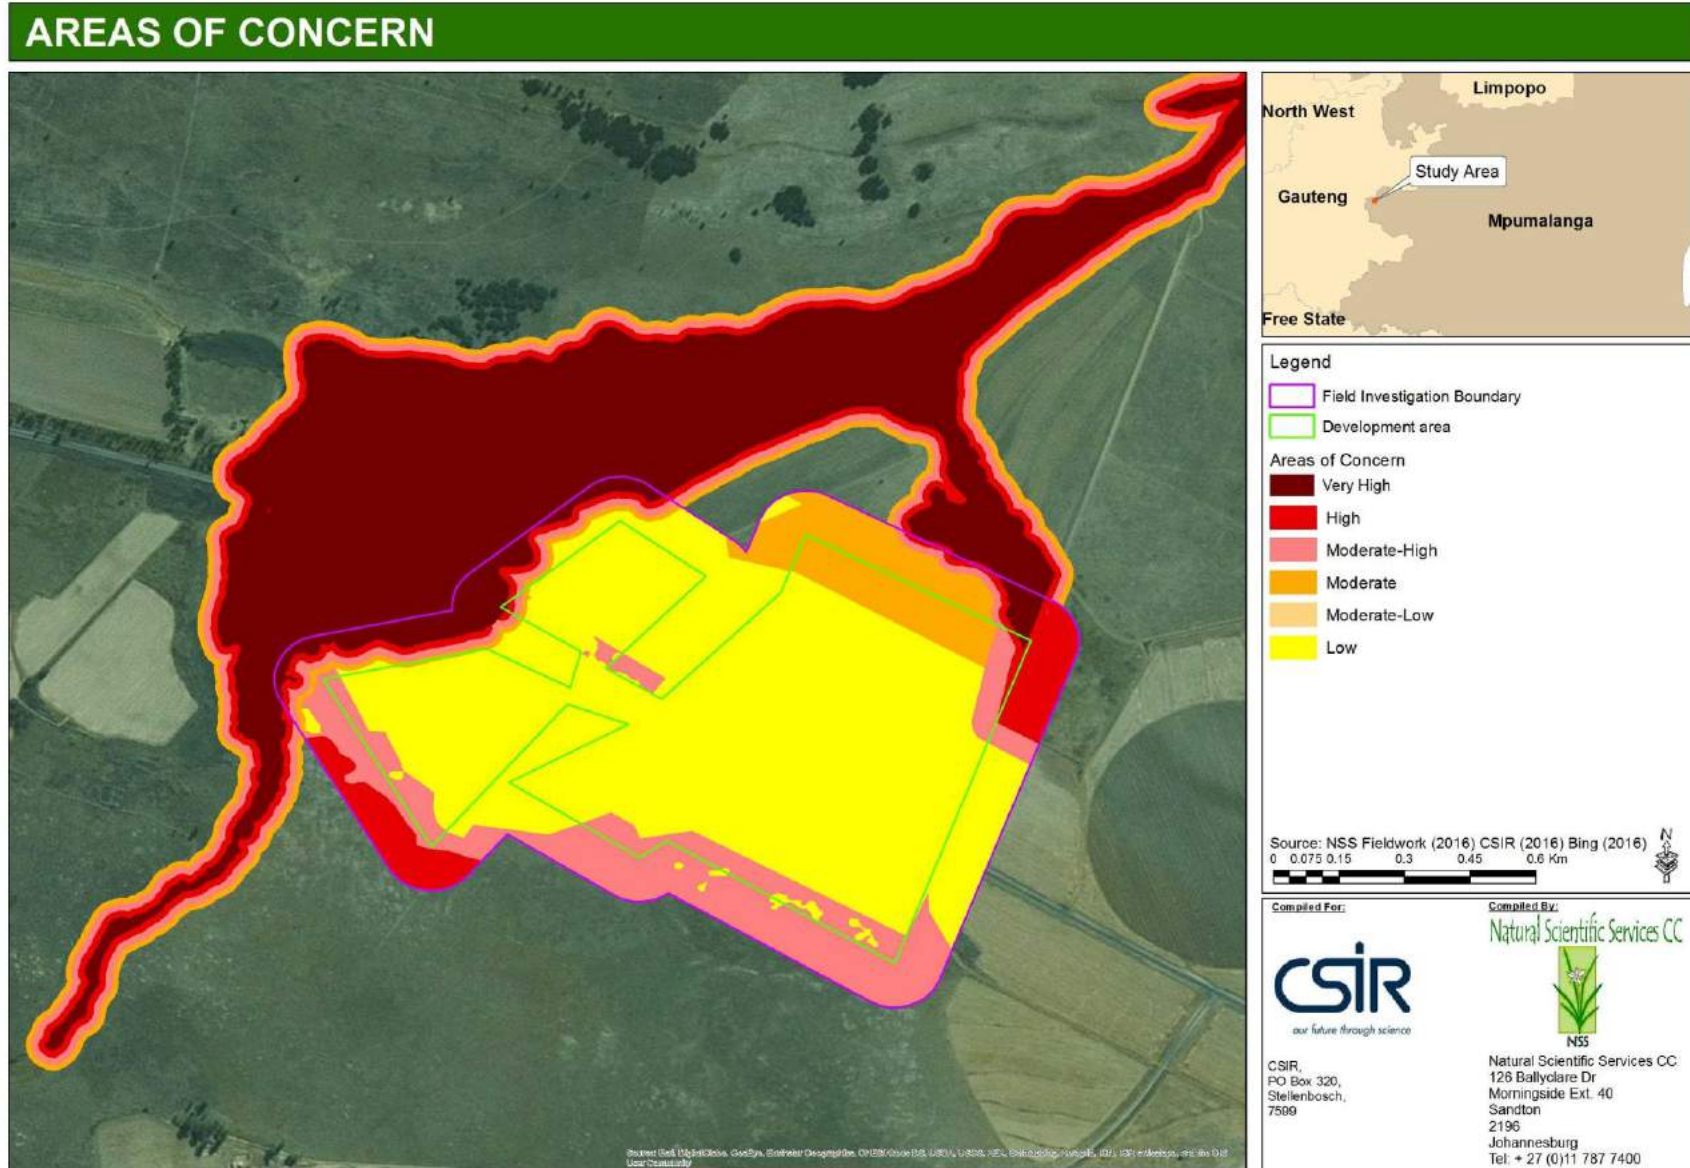 AREAS OF CONCERN
Limpopo
North West
Study Area
Gauteng
Mpumalanga
Free State
Legend
Field Investigation Boundary
Development area
Areas of Concern
Very High
High
Moderate-High
Moderate
Moderate-Low
Low
Source: NSS Fieldwork (2016) CSIR (2016) Bing (2016)
N
0 0.075 0.15 0.3 0.45 0.6 Km
Compiled For:
CSIR
our future through science
CSIR,
PO Box 320,
Stellenbosch,
7599
Compiled By:
Natural Scientific Services CC
NSS
Natural Scientific Services CC
126 Ballyclare Dr
Morningside Ext. 40
Sandton
2196
Johannesburg
Tel: + 27 (0)11 787 7400
User Community